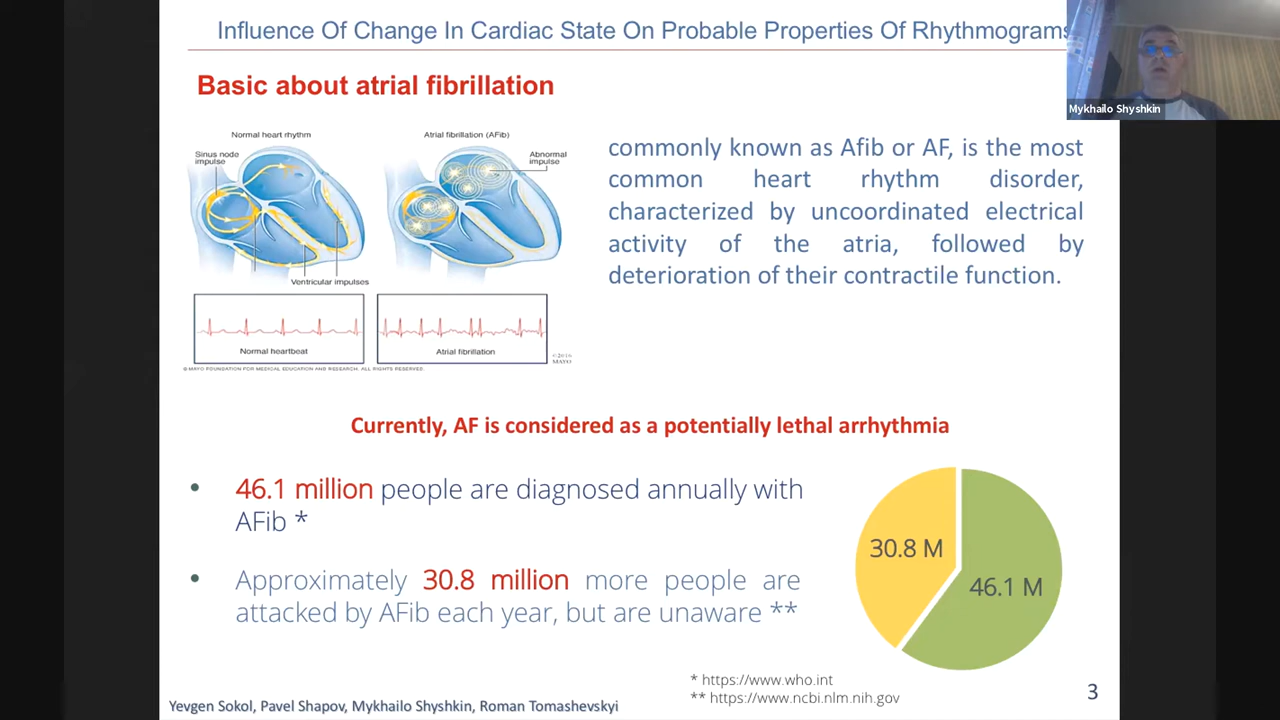 Influence Of Change In Cardiac State On Probable Properties Of Rhythmograms
Mykhailo Shyshkin
Basic about atrial fibrillation
Normal heart rhythm
Sinus node
impulse
Ventricular impulses
Atrial fibrillation (AFib)
Abnormal
impulse
Normal heartbeat
Atrial fibrillation
©2016
MAYO
© MAYO FOUNDATION FOR MEDICAL EDUCATION AND RESEARCH. ALL RIGHTS RESERVED.
commonly known as Afib or AF, is the most
common heart rhythm disorder,
characterized by uncoordinated electrical
activity of the atria, followed by
deterioration of their contractile function.
Currently, AF is considered as a potentially lethal arrhythmia
• 46.1 million people are diagnosed annually with
AFib *
• Approximately 30.8 million more people are
attacked by AFib each year, but are unaware **
30.8 M
46.1 M
* https://www.who.int
** https://www.ncbi.nlm.nih.gov
3
Yevgen Sokol, Pavel Shapov, Mykhailo Shyshkin, Roman Tomashevskyi